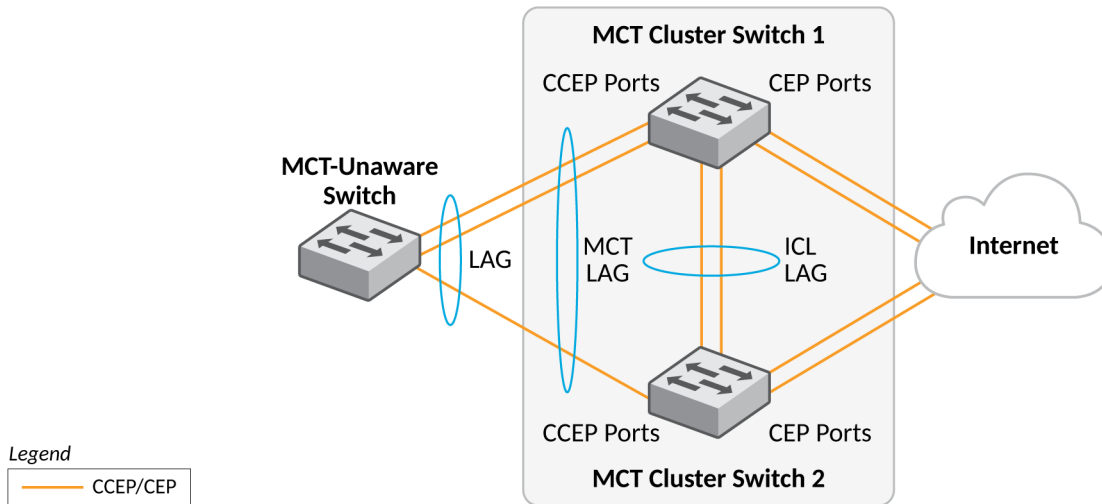 MCT Cluster Switch 1
CCEP Ports
CEP Ports
MCT-Unaware
Switch
LAG
MCT
LAG
ICL
LAG
Internet
CCEP Ports
CEP Ports
MCT Cluster Switch 2
Legend
CCEP/CEP